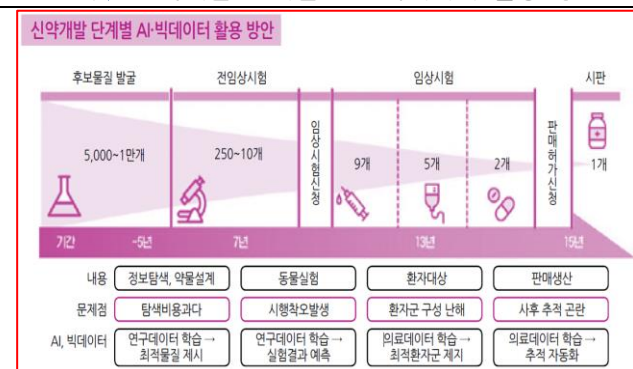 신약개발 단계별 AI·빅데이터 활용 방안
후보물질 발굴 전임상시험 임상시험 시판
임상시험신청
판매허가신청
5,000~1만개 250~10개 9개 5개 2개 1개
기간 ~5년 7년 13년 15년
내용 정보탐색, 약물설계 동물실험 환자대상 판매생산
문제점 탐색비용과다 시행착오발생 환자군 구성 난해 사후 추적 곤란
AI, 빅데이터 연구데이터 학습 → 연구데이터 학습 → 의료데이터 학습 → 의료데이터 학습 →
최적물질 제시 실험결과 예측 최적환자군 제지 추적 자동화